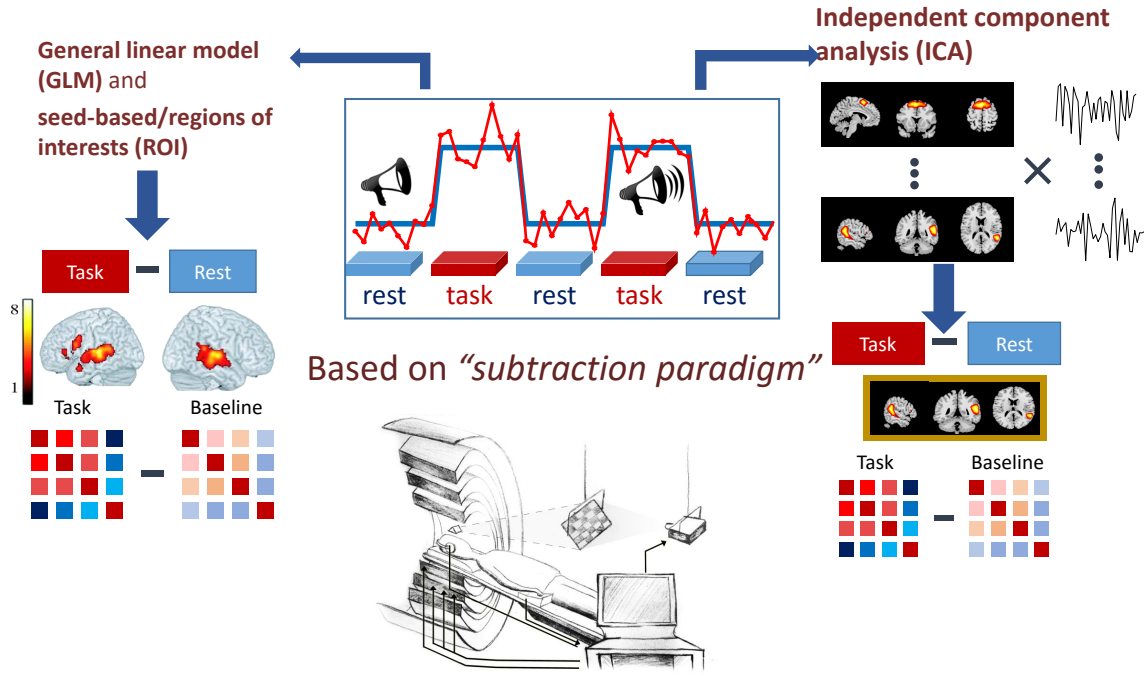 General linear model
(GLM) and
seed-based/regions of
interests (ROI)
Independent component
analysis (ICA)
rest
task
rest
task
rest
Task
Rest
8
1
Task
Baseline
Based on “subtraction paradigm”
Task
Rest
Task
Baseline